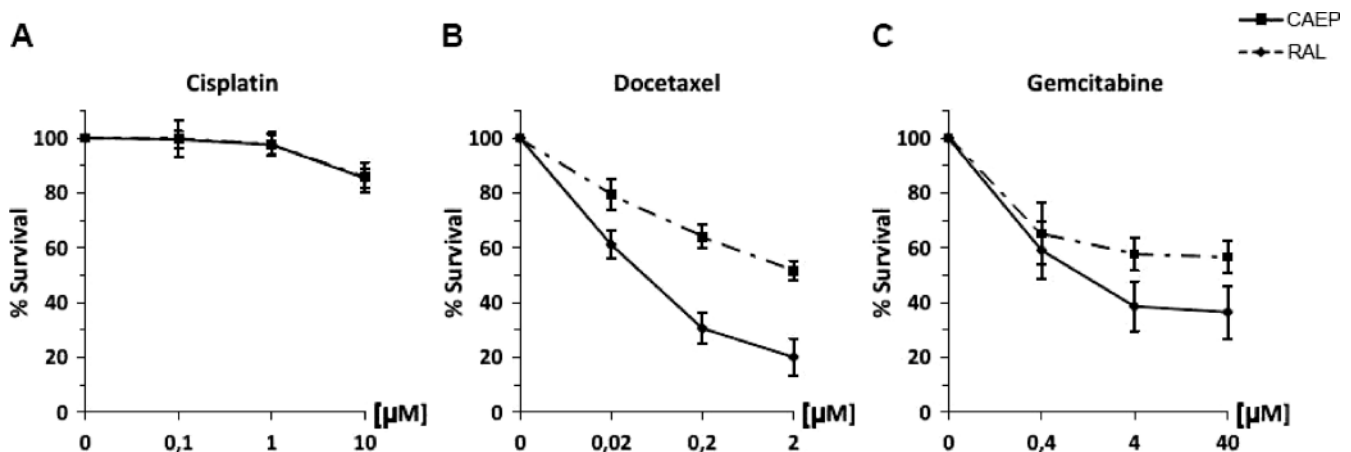 A
B
C
CAEP
RAL
Cisplatin
Docetaxel
Gemcitabine
% Survival
100
80
60
40
20
0
[µM]
0 0,1 1 10
% Survival
100
80
60
40
20
0
[µM]
0 0,02 0,2 2
% Survival
100
80
60
40
20
0
[µM]
0 0,4 4 40